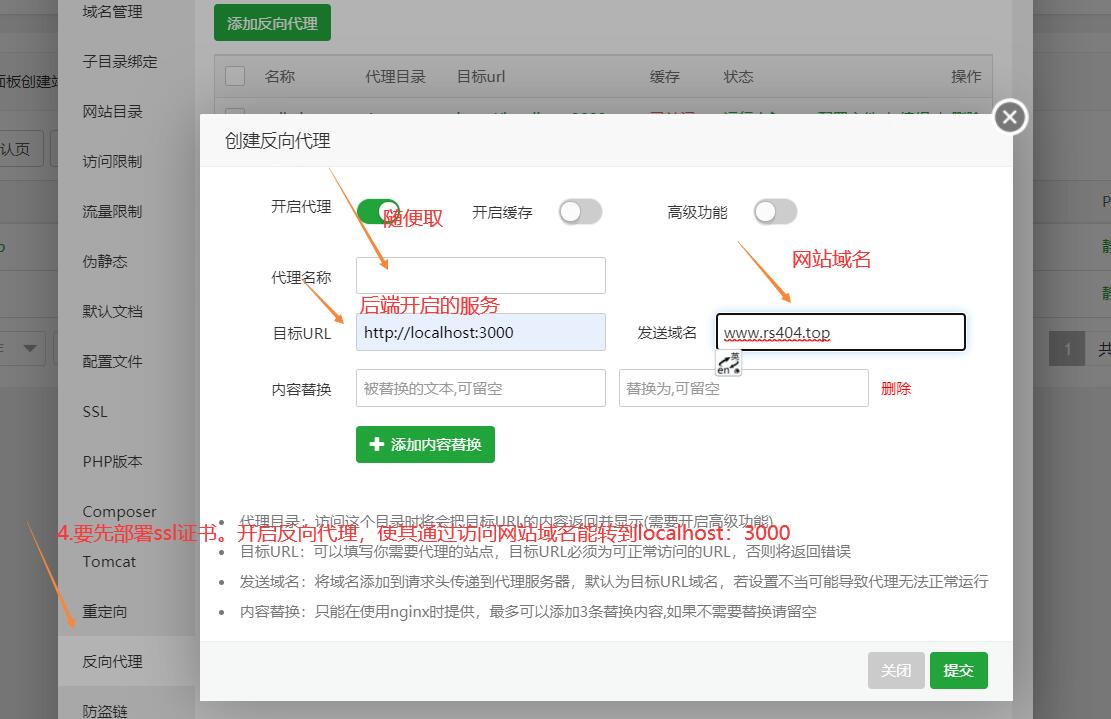 域名管理
添加反向代理
子目录绑定
名称 代理目录 目标url 缓存 状态 操作
面板创建站
网站目录
认页
访问限制
创建反向代理
流量限制
开启代理 随便取 开启缓存 高级功能
伪静态
网站域名
代理名称
默认文档
后端开启的服务
目标URL http://localhost:3000 发送域名 www.rs404.top
英
en
配置文件
1 共
内容替换 被替换的文本,可留空 替换为,可留空 删除
SSL
添加内容替换
PHP版本
Composer
代理目录：访问这个目录时将会把目标URL的内容返回并显示(需要开启高级功能)
4.要先部署ssl证书。开启反向代理，使其通过访问网站域名能转到localhost：3000
目标URL：可以填写你需要代理的站点，目标URL必须为可正常访问的URL，否则将返回错误
Tomcat
发送域名：将域名添加到请求头传递到代理服务器，默认为目标URL域名，若设置不当可能导致代理无法正常运行
重定向
内容替换：只能在使用nginx时提供，最多可以添加3条替换内容,如果不需要替换请留空
反向代理
关闭 提交
防盗链